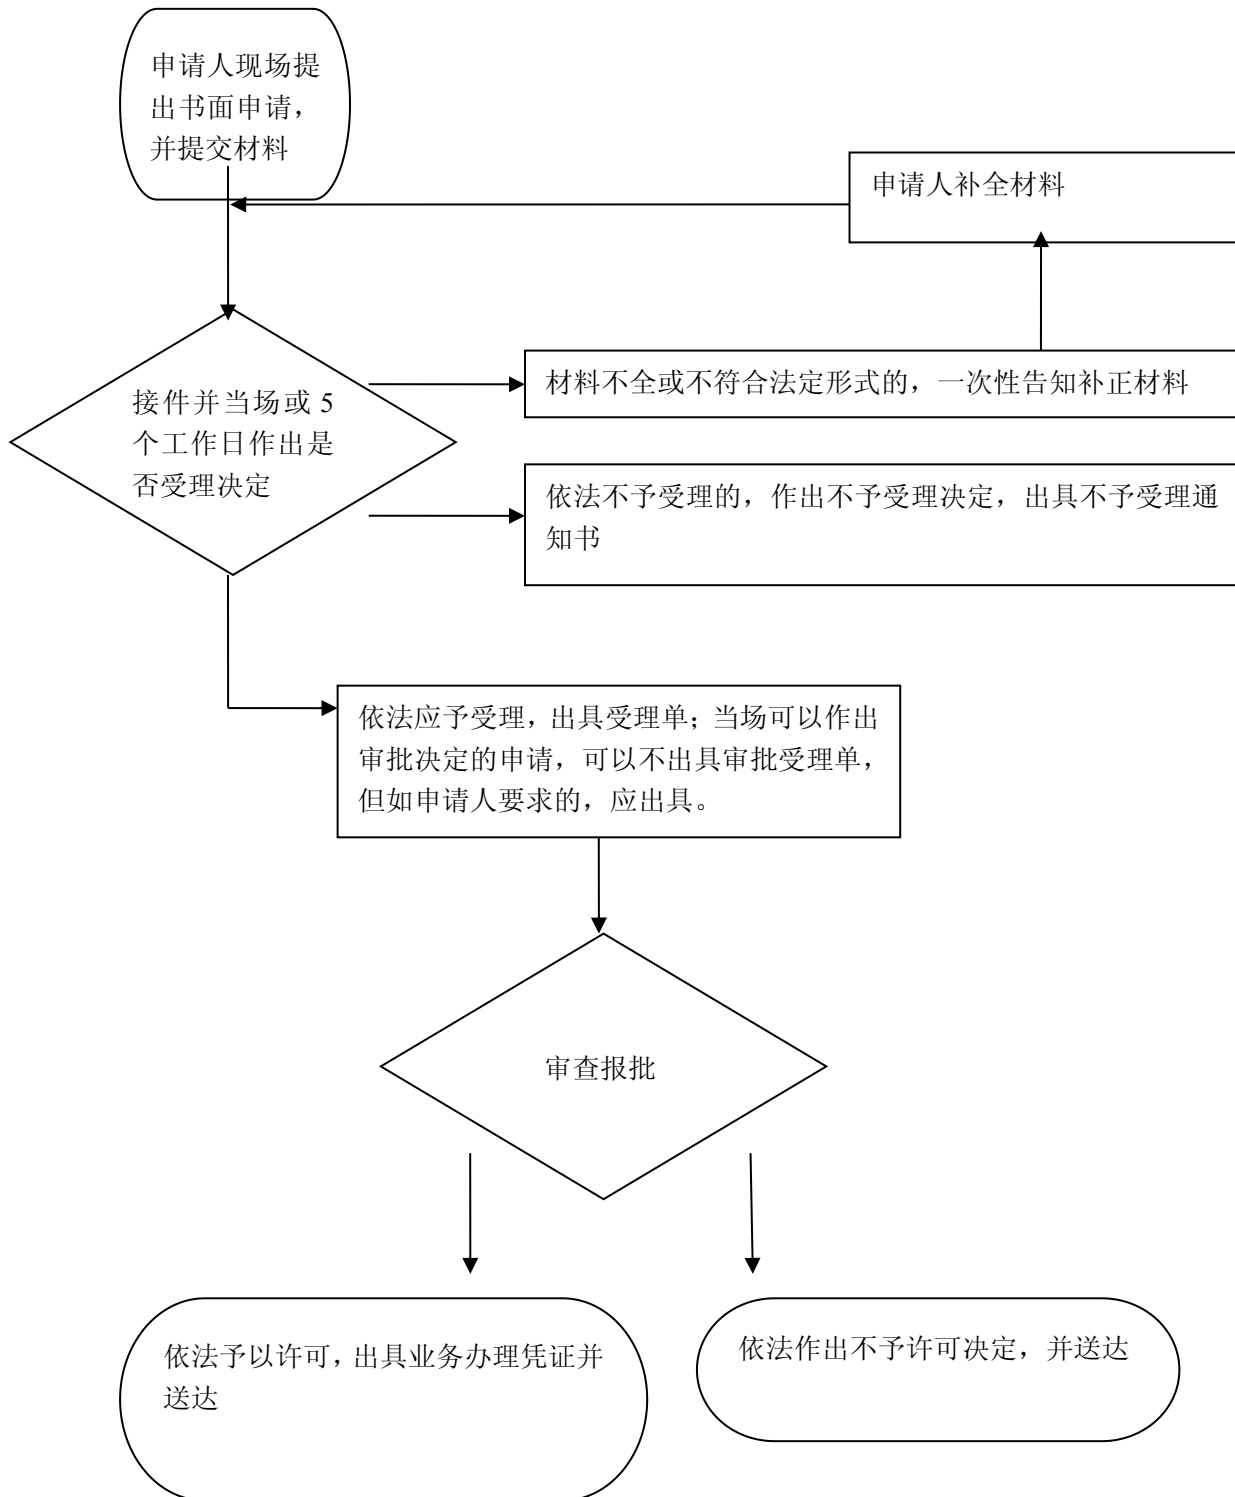 申请人现场提
出书面申请，
并提交材料
申请人补全材料
材料不全或不符合法定形式的，一次性告知补正材料
接件并当场或 5
个工作日作出是
否受理决定
依法不予受理的，作出不予受理决定，出具不予受理通
知书
依法应予受理，出具受理单；当场可以作出
审批决定的申请，可以不出具审批受理单，
但如申请人要求的，应出具。
审查报批
依法予以许可，出具业务办理凭证并
送达
依法作出不予许可决定，并送达